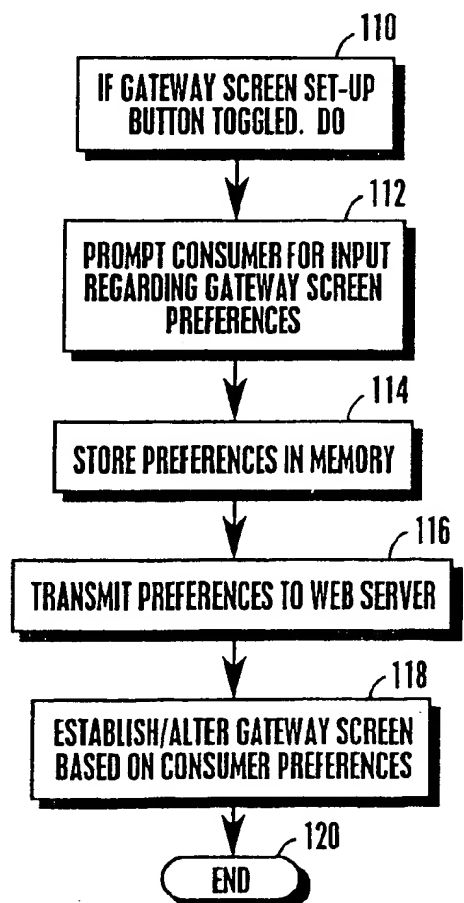 110
IF GATEWAY SCREEN SET-UP
BUTTON TOGGLED. DO
112
PROMPT CONSUMER FOR INPUT
REGARDING GATEWAY SCREEN
PREFERENCES
114
STORE PREFERENCES IN MEMORY
116
TRANSMIT PREFERENCES TO WEB SERVER
118
ESTABLISH/ALTER GATEWAY SCREEN
BASED ON CONSUMER PREFERENCES
120
END